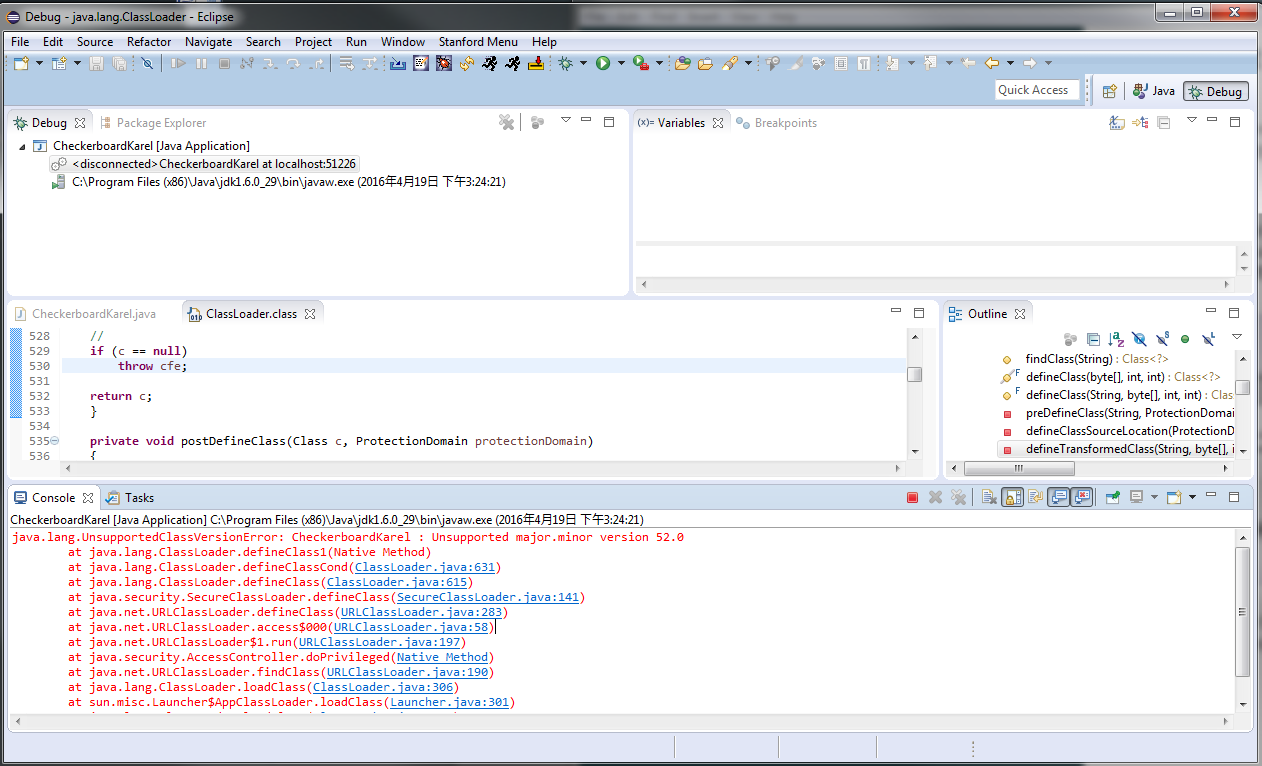 Debug - java.lang.ClassLoader - Eclipse
File Edit Source Refactor Navigate Search Project Run Window Stanford Menu Help
Quick Access
Java
Debug
Debug
Package Explorer
CheckerboardKarel [Java Application]
<disconnected>CheckerboardKarel at localhost:51226
C:\Program Files (x86)\Java\jdk1.6.0_29\bin\javaw.exe (2016年4月19日 下午3:24:21)
(x)= Variables
Breakpoints
CheckerboardKarel.java
ClassLoader.class
528 //
529 if (c == null)
530 throw cfe;
531
532 return c;
533 }
534
535 private void postDefineClass(Class c, ProtectionDomain protectionDomain)
536 {
Outline
findClass(String) : Class<?>
defineClass(byte[], int, int) : Class<?>
defineClass(String, byte[], int, int) : Clas
preDefineClass(String, ProtectionDomai
defineClassSourceLocation(ProtectionD
defineTransformedClass(String, byte[], i
Console
Tasks
CheckerboardKarel [Java Application] C:\Program Files (x86)\Java\jdk1.6.0_29\bin\javaw.exe (2016年4月19日 下午3:24:21)
java.lang.UnsupportedClassVersionError: CheckerboardKarel : Unsupported major.minor version 52.0
at java.lang.ClassLoader.defineClass1(Native Method)
at java.lang.ClassLoader.defineClassCond(ClassLoader.java:631)
at java.lang.ClassLoader.defineClass(ClassLoader.java:615)
at java.security.SecureClassLoader.defineClass(SecureClassLoader.java:141)
at java.net.URLClassLoader.defineClass(URLClassLoader.java:283)
at java.net.URLClassLoader.access$000(URLClassLoader.java:58)
at java.net.URLClassLoader$1.run(URLClassLoader.java:197)
at java.security.AccessController.doPrivileged(Native Method)
at java.net.URLClassLoader.findClass(URLClassLoader.java:190)
at java.lang.ClassLoader.loadClass(ClassLoader.java:306)
at sun.misc.Launcher$AppClassLoader.loadClass(Launcher.java:301)